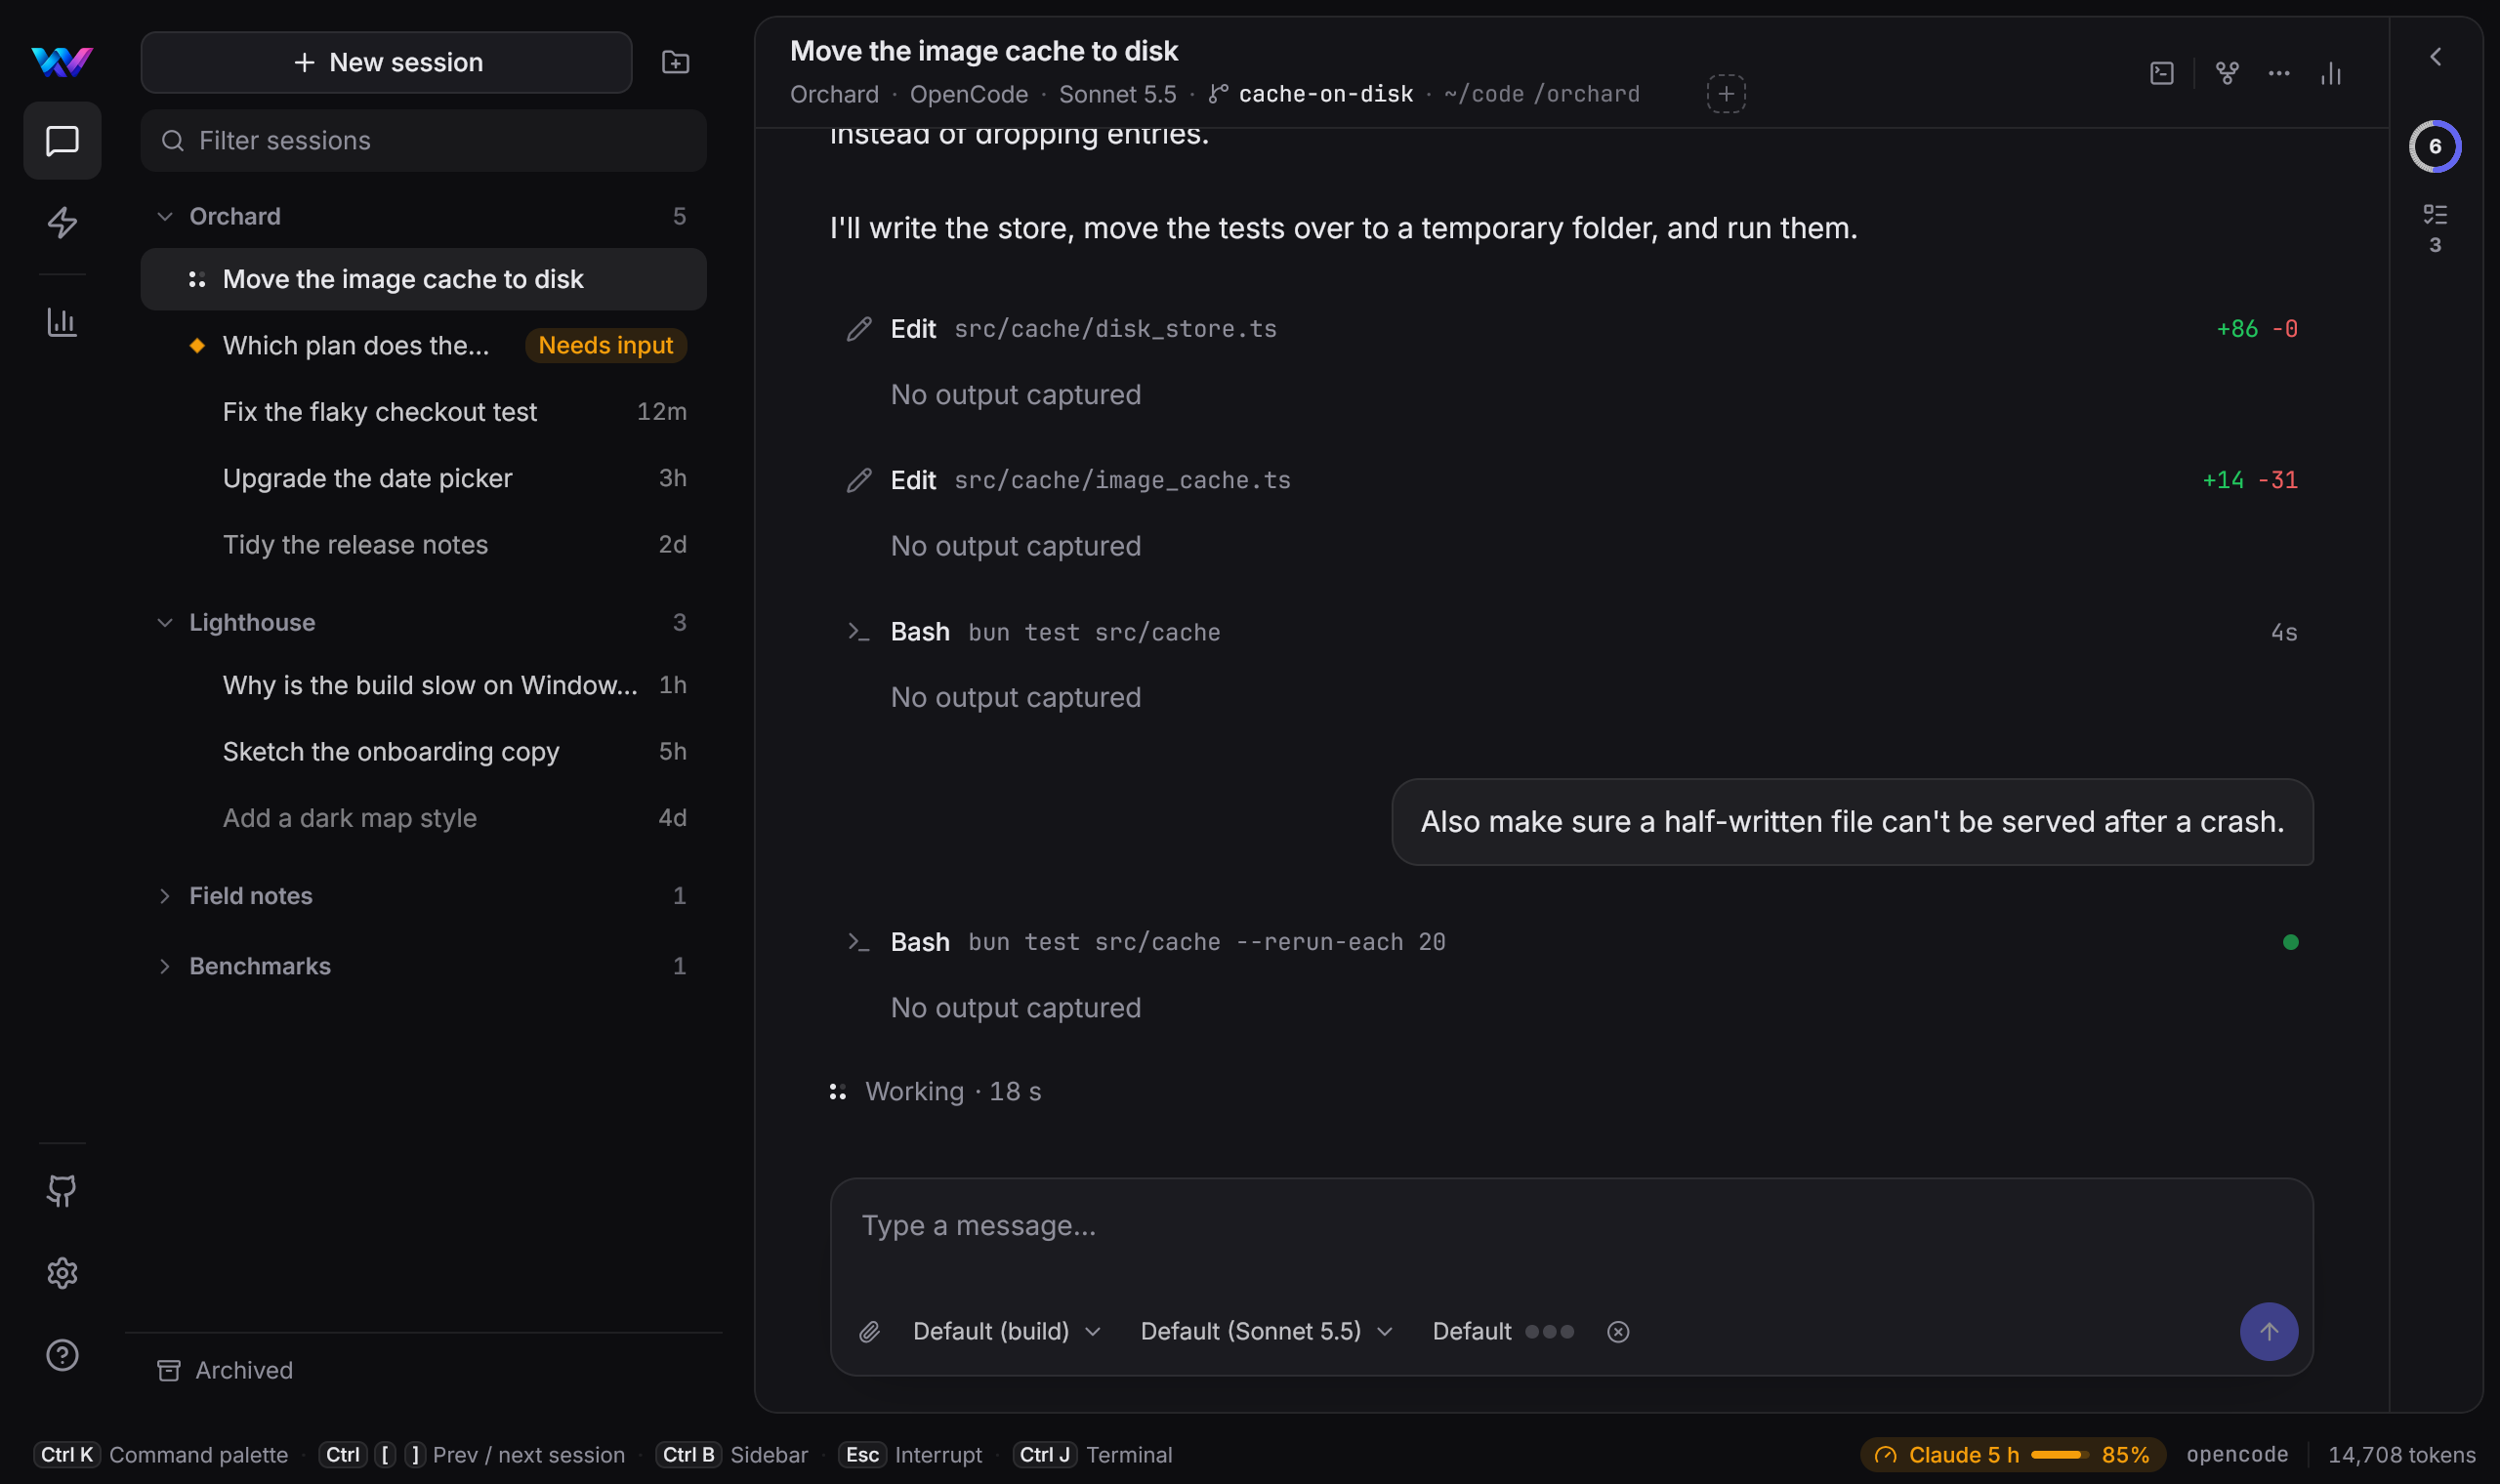 New session
Filter sessions
Orchard 5
Move the image cache to disk
Which plan does the... Needs input
Fix the flaky checkout test 12m
Upgrade the date picker 3h
Tidy the release notes 2d
Lighthouse 3
Why is the build slow on Window... 1h
Sketch the onboarding copy 5h
Add a dark map style 4d
Field notes 1
Benchmarks 1
Archived
Move the image cache to disk
Orchard · OpenCode · Sonnet 5.5 · cache-on-disk · ~/code /orchard
instead of dropping entries.
I'll write the store, move the tests over to a temporary folder, and run them.
Edit src/cache/disk_store.ts +86 -0
No output captured
Edit src/cache/image_cache.ts +14 -31
No output captured
Bash bun test src/cache 4s
No output captured
Also make sure a half-written file can't be served after a crash.
Bash bun test src/cache --rerun-each 20
No output captured
Working · 18 s
Type a message...
Default (build) Default (Sonnet 5.5) Default
6
3
Ctrl K Command palette · Ctrl [ ] Prev / next session · Ctrl B Sidebar · Esc Interrupt · Ctrl J Terminal
Claude 5 h 85% opencode 14,708 tokens